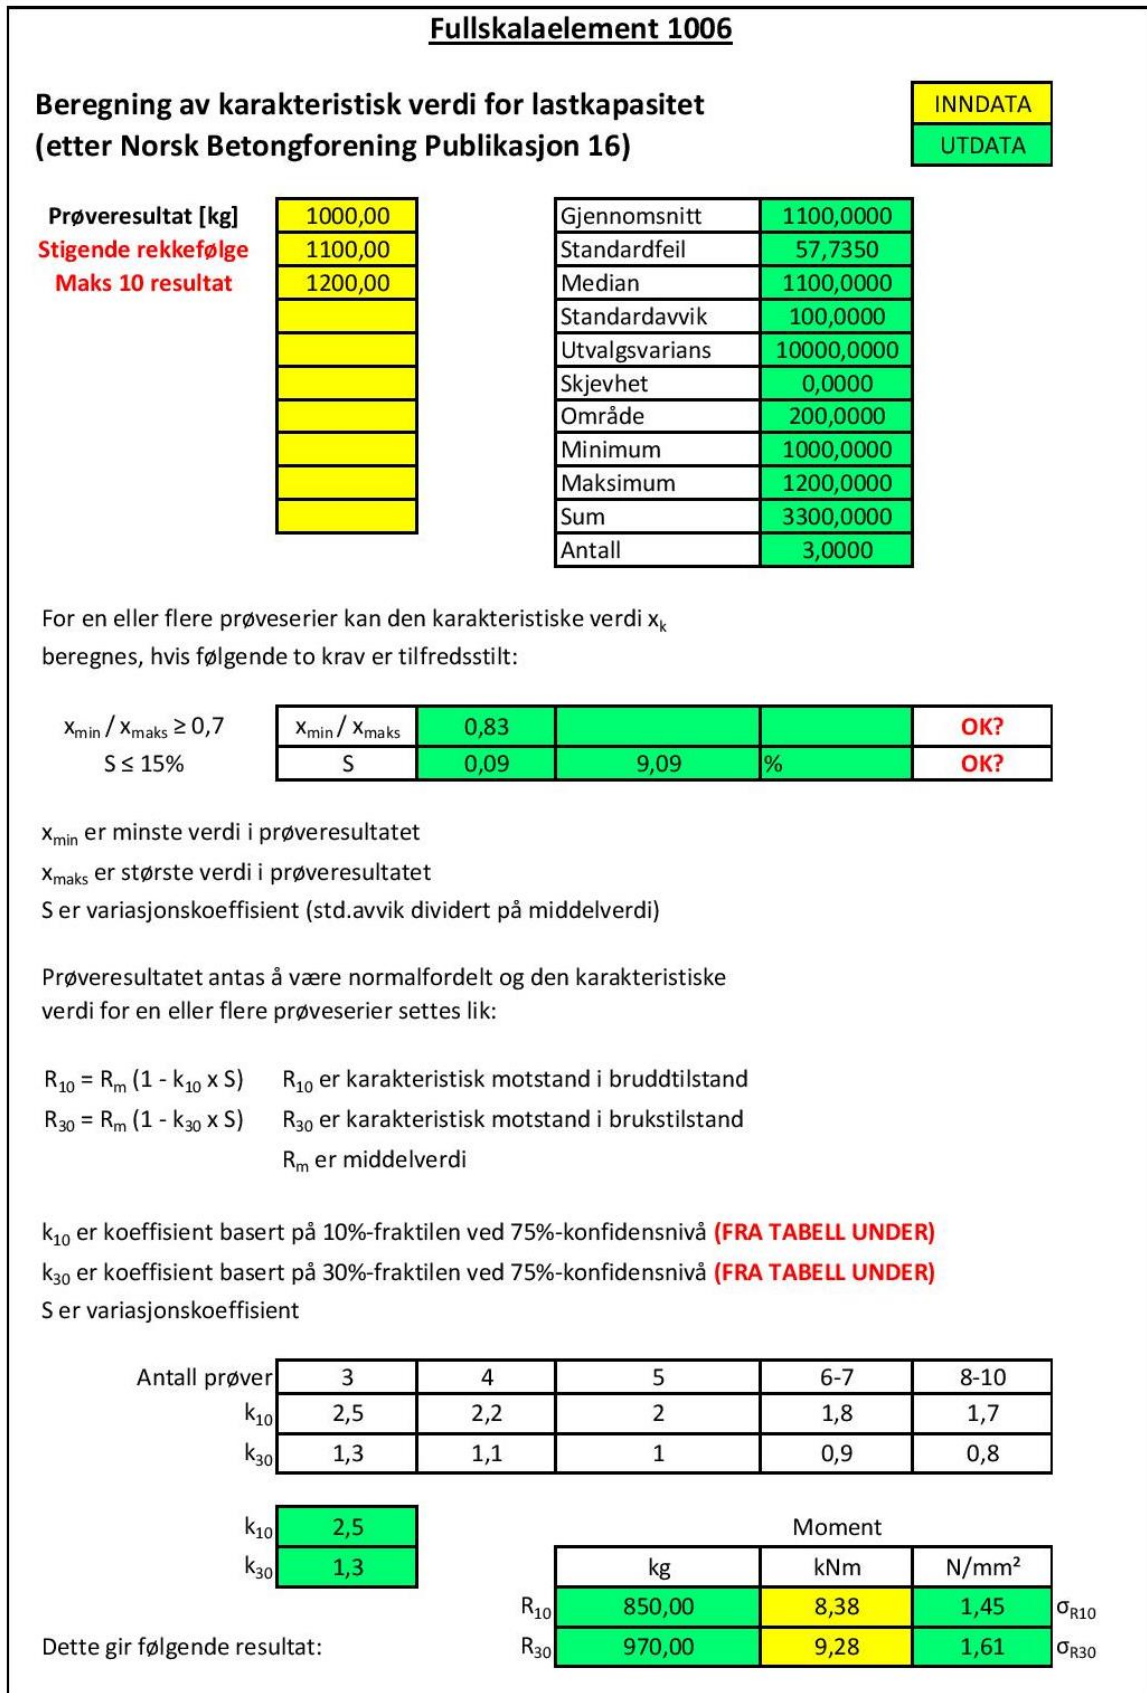 Fullskalaelement 1006
Beregning av karakteristisk verdi for lastkapasitet
(etter Norsk Betongforening Publikasjon 16)
INNDATA
UTDATA
Prøveresultat [kg] 1000,00
Stigende rekkefølge 1100,00
Maks 10 resultat 1200,00
Gjennomsnitt 1100,0000
Standardfeil 57,7350
Median 1100,0000
Standardavvik 100,0000
Utvalgsvarians 10000,0000
Skjevhet 0,0000
Område 200,0000
Minimum 1000,0000
Maksimum 1200,0000
Sum 3300,0000
Antall 3,0000
For en eller flere prøveserier kan den karakteristiske verdi xk
beregnes, hvis følgende to krav er tilfredsstilt:
xmin / xmaks ≥ 0,7 xmin / xmaks 0,83 OK?
S ≤ 15% S 0,09 9,09 % OK?
xmin er minste verdi i prøveresultatet
xmaks er største verdi i prøveresultatet
S er variasjonskoeffisient (std.avvik dividert på middelverdi)
Prøveresultatet antas å være normalfordelt og den karakteristiske
verdi for en eller flere prøveserier settes lik:
R10 = Rm (1 - k10 x S) R10 er karakteristisk motstand i bruddtilstand
R30 = Rm (1 - k30 x S) R30 er karakteristisk motstand i brukstilstand
Rm er middelverdi
k10 er koeffisient basert på 10%-fraktilen ved 75%-konfidensnivå (FRA TABELL UNDER)
k30 er koeffisient basert på 30%-fraktilen ved 75%-konfidensnivå (FRA TABELL UNDER)
S er variasjonskoeffisient
Antall prøver 3 4 5 6-7 8-10
k10 2,5 2,2 2 1,8 1,7
k30 1,3 1,1 1 0,9 0,8
k10 2,5
k30 1,3
Moment
kg kNm N/mm²
R10 850,00 8,38 1,45 σR10
Dette gir følgende resultat: R30 970,00 9,28 1,61 σR30